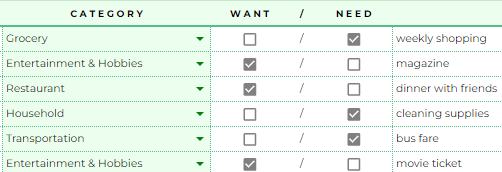 CATEGORY WANT / NEED
Grocery / weekly shopping
Entertainment & Hobbies / magazine
Restaurant / dinner with friends
Household / cleaning supplies
Transportation / bus fare
Entertainment & Hobbies / movie ticket